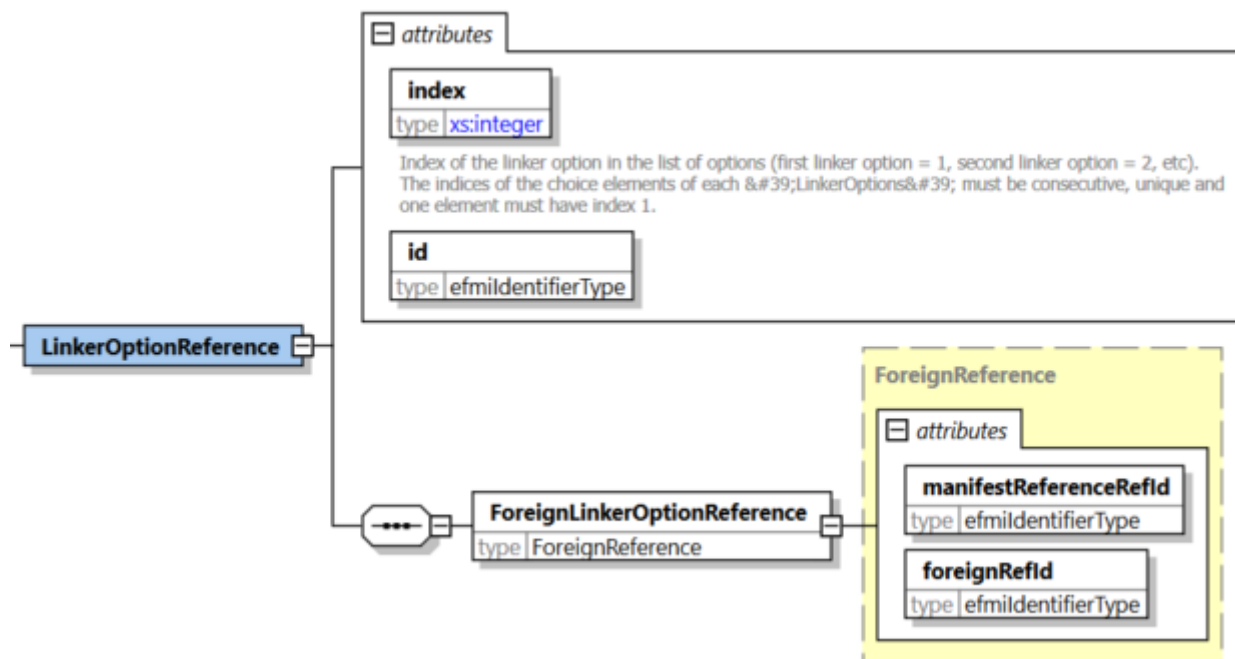 attributes
index
type xs:integer
Index of the linker option in the list of options (first linker option = 1, second linker option = 2, etc).
The indices of the choice elements of each &#39;LinkerOptions&#39; must be consecutive, unique and
one element must have index 1.
id
type efmiIdentifierType
LinkerOptionReference
ForeignReference
attributes
manifestReferenceRefId
type efmiIdentifierType
ForeignLinkerOptionReference
type ForeignReference
foreignRefId
type efmiIdentifierType